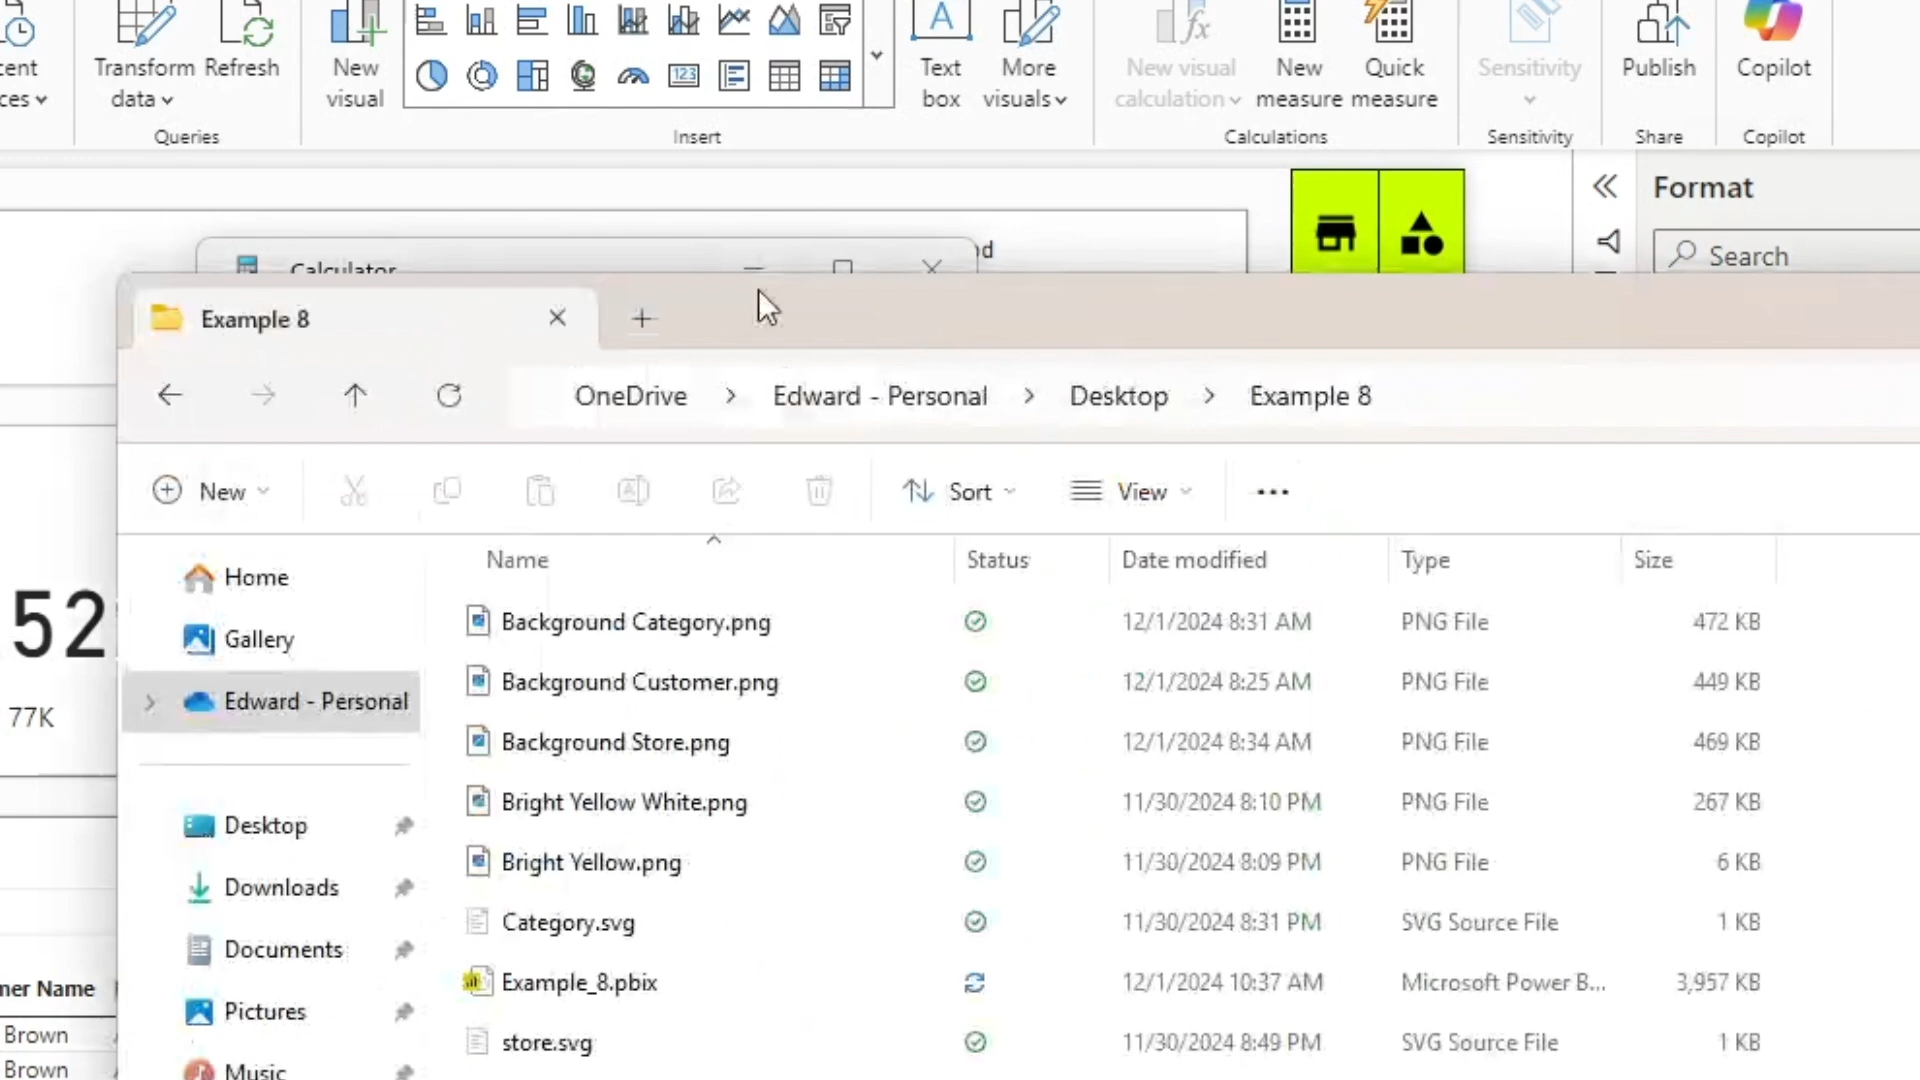 Transform data
Refresh
New visual
123
A
Text box
More visuals
fx
New visual calculation
New measure
Quick measure
Sensitivity
Publish
Copilot
Queries
Insert
Calculations
Sensitivity
Share
Copilot
Format
Search
Calculator
Example 8
OneDrive > Edward - Personal > Desktop > Example 8
New
Sort
View
Name
Status
Date modified
Type
Size
Home
Gallery
Edward - Personal
Desktop
Downloads
Documents
Pictures
Music
Background Category.png 12/1/2024 8:31 AM PNG File 472 KB
Background Customer.png 12/1/2024 8:25 AM PNG File 449 KB
Background Store.png 12/1/2024 8:34 AM PNG File 469 KB
Bright Yellow White.png 11/30/2024 8:10 PM PNG File 267 KB
Bright Yellow.png 11/30/2024 8:09 PM PNG File 6 KB
Category.svg 11/30/2024 8:31 PM SVG Source File 1 KB
Example_8.pbix 12/1/2024 10:37 AM Microsoft Power B... 3,957 KB
store.svg 11/30/2024 8:49 PM SVG Source File 1 KB
52
77K
mer Name
Brown
Brown